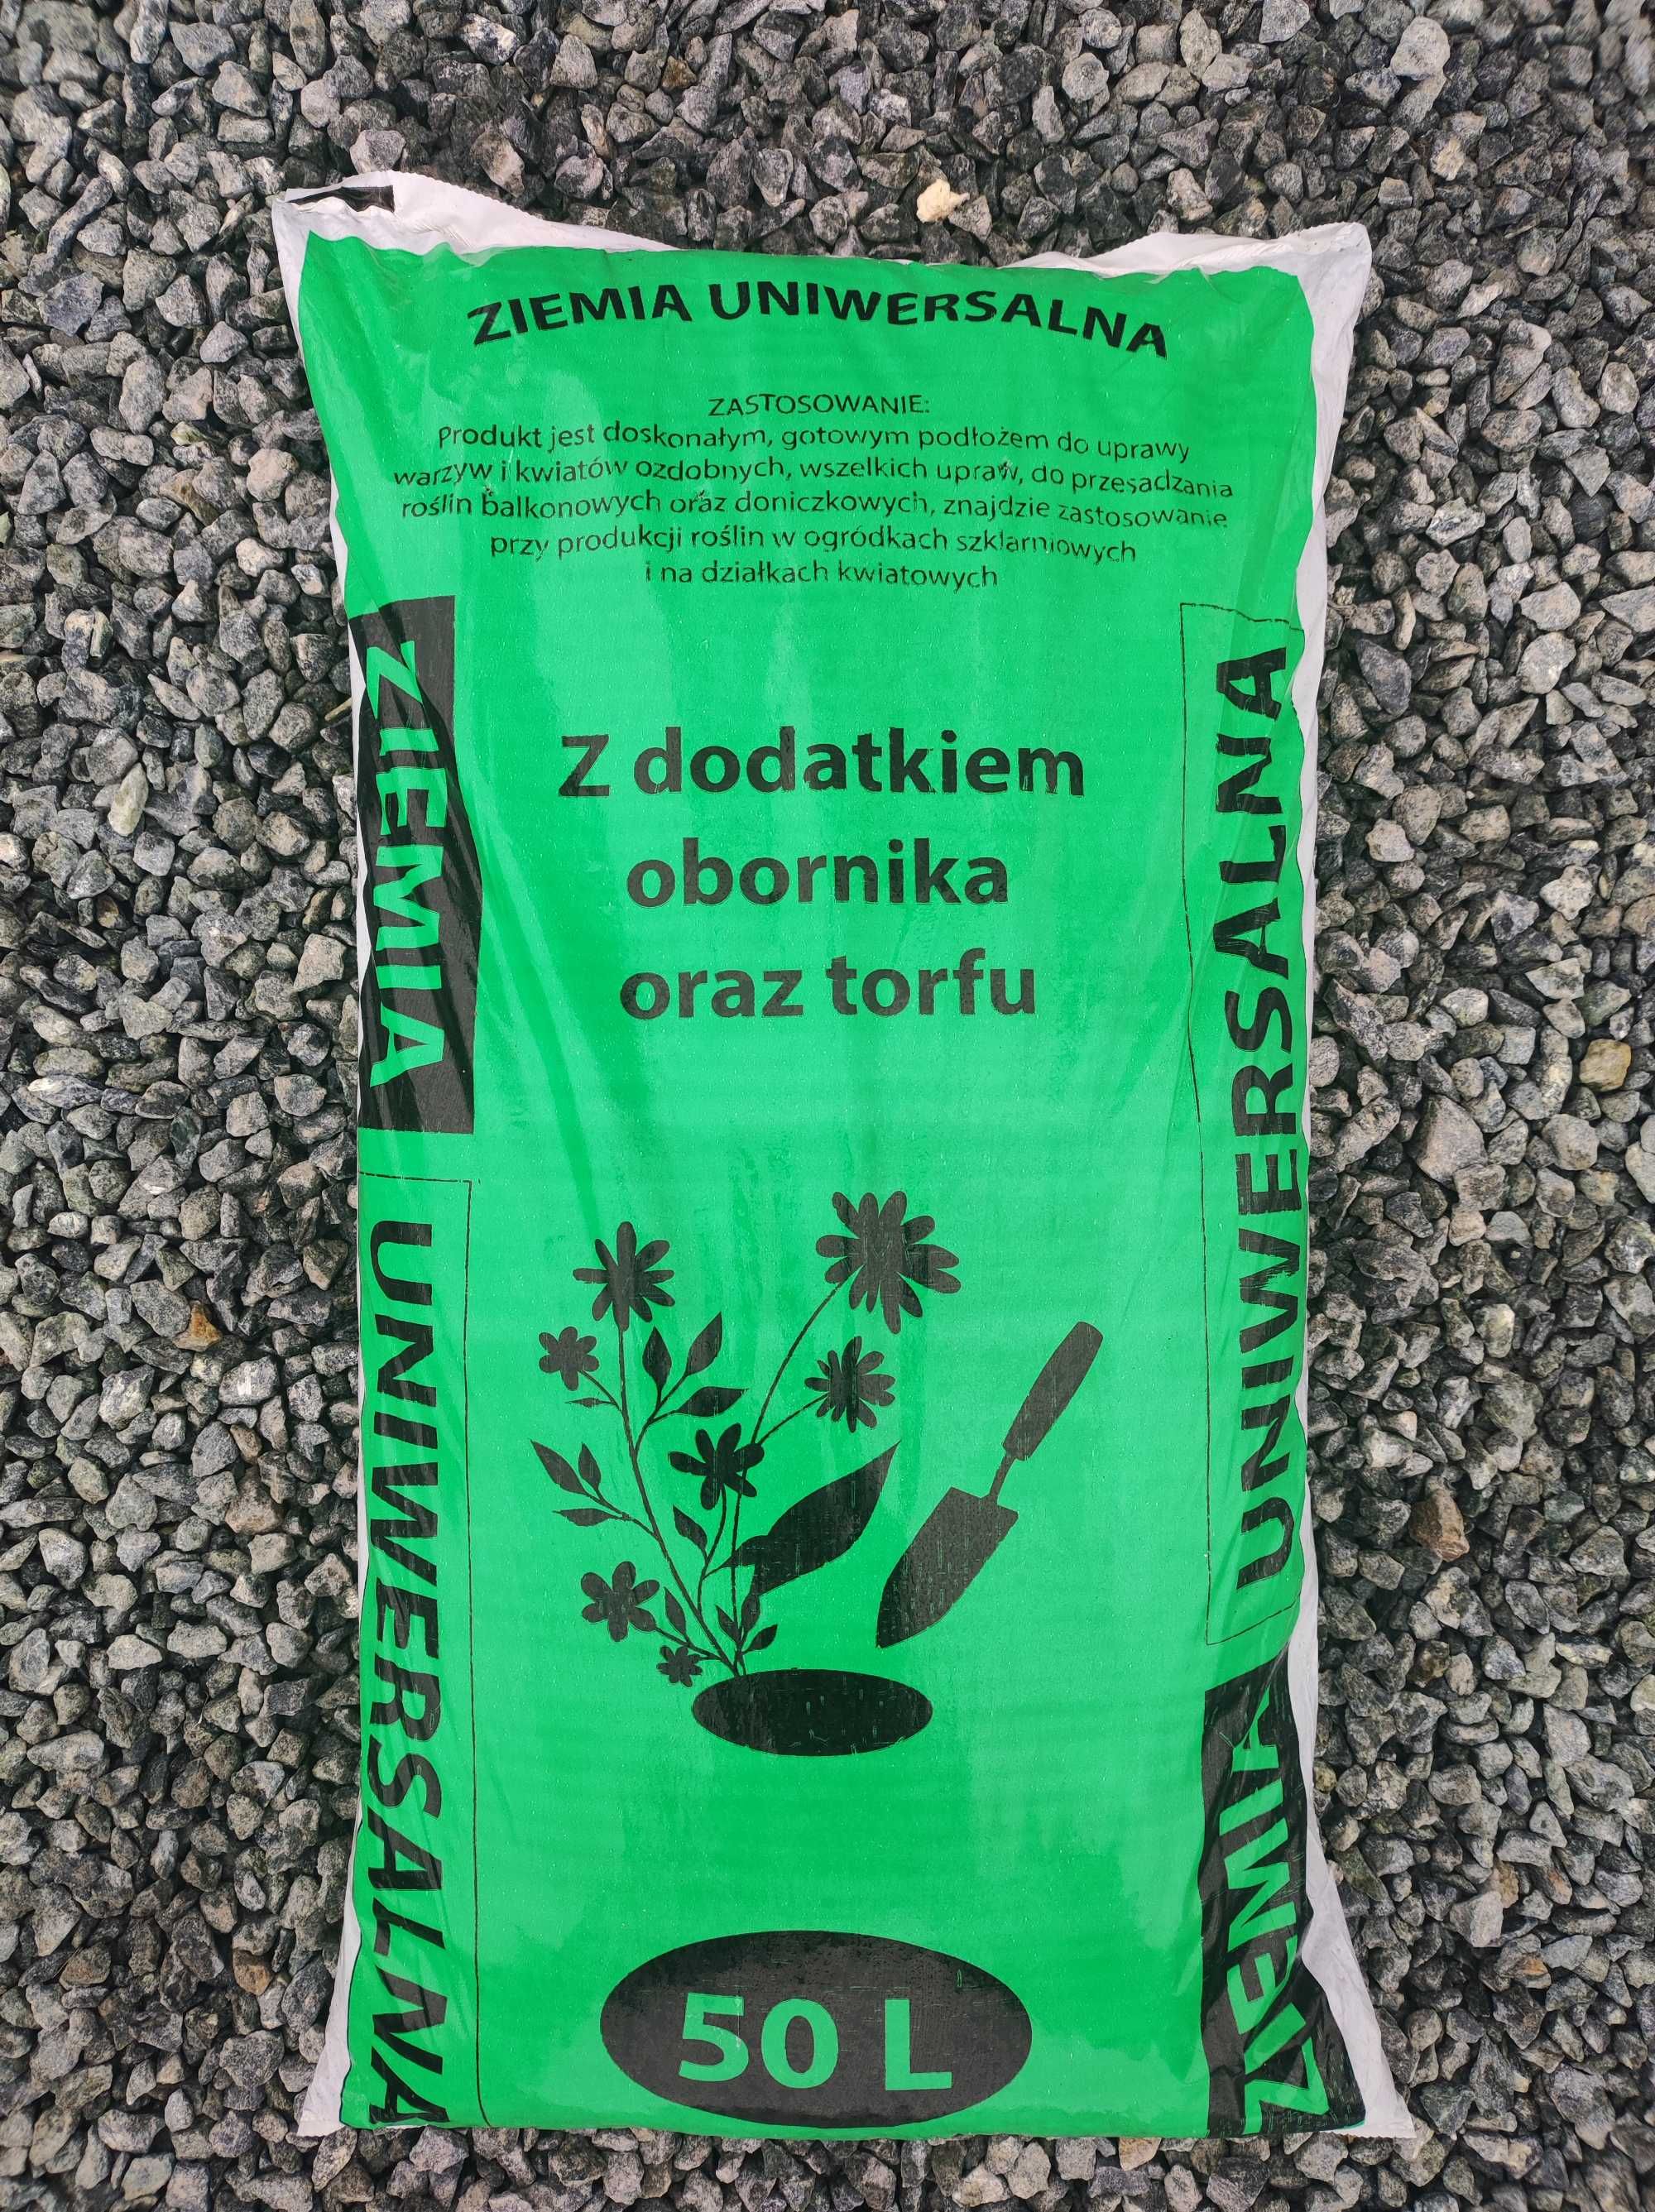 ZIEMIA UNIWERSALNA
ZASTOSOWANIE:
Produkt jest doskonałym, gotowym podłożem do uprawy
warzyw i kwiatów ozdobnych, wszelkich upraw, do przesadzania
roślin balkonowych oraz doniczkowych, znajdzie zastosowanie
przy produkcji roślin w ogródkach szklarniowych
i na działkach kwiatowych
Z dodatkiem
obornika
oraz torfu
ZIEMIA UNIWERSALNA
ZIEMIA UNIWERSALNA
50 L